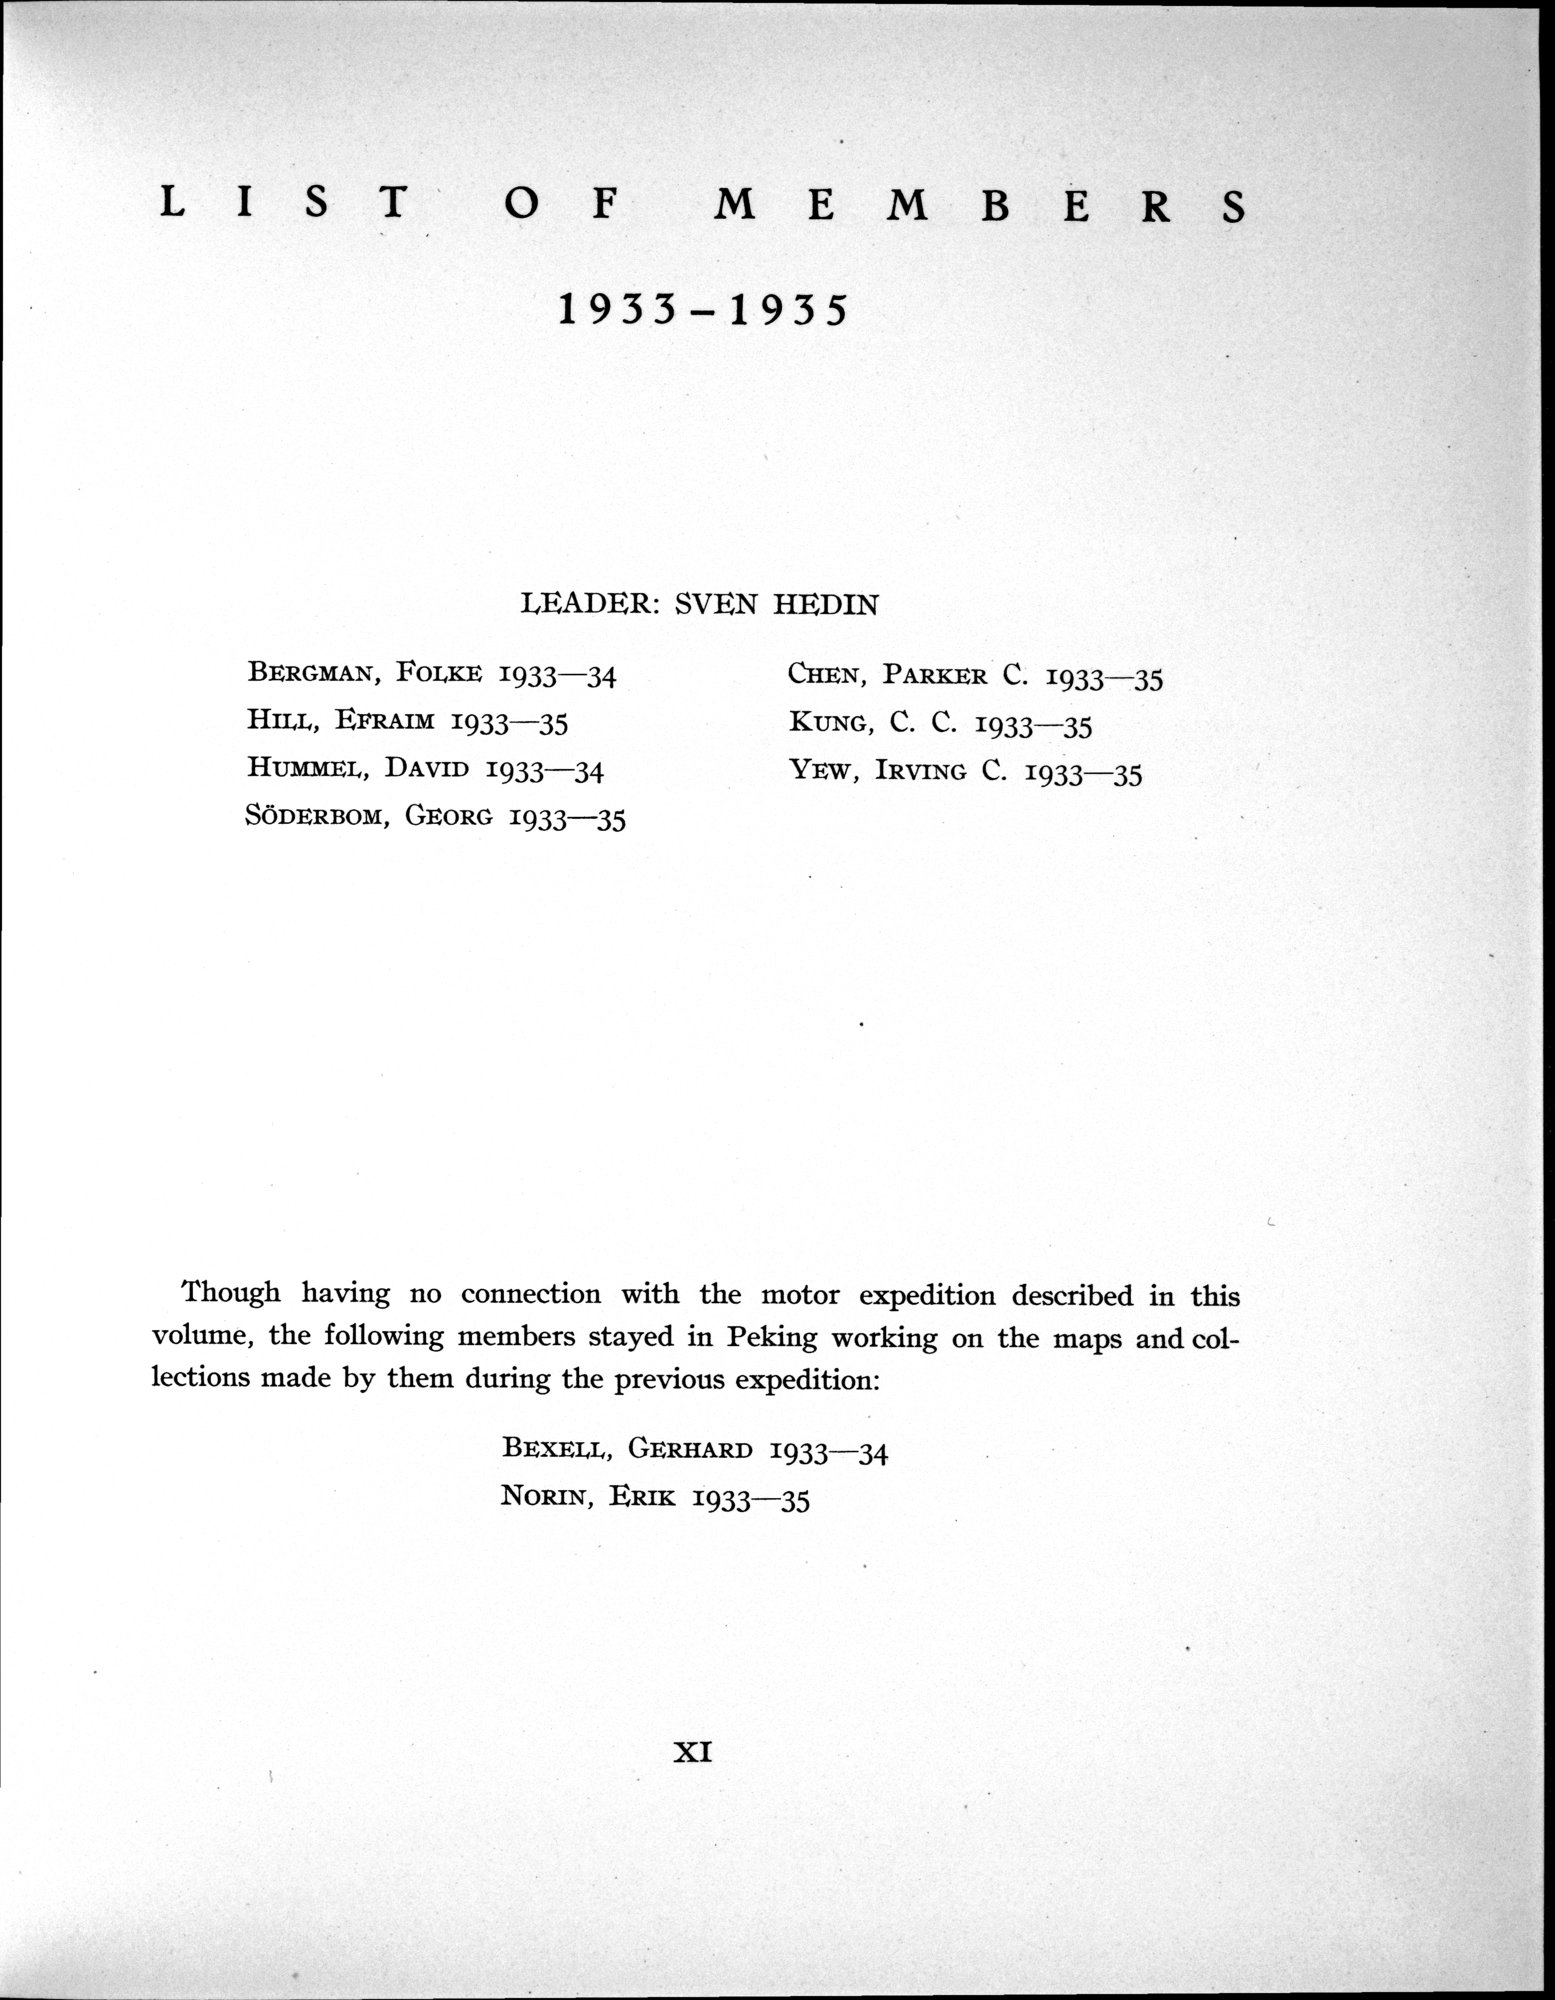 LIST OF MEMBERS
1933–1935
LEADER: SVEN HEDIN
BERGMAN, FOLKE 1933—34
HILL, EFRAIM 1933—35
HUMMEL, DAVID 1933—34
SÖDERBOM, GEORG 1933—35
CHEN, PARKER C. 1933—35
KUNG, C. C. 1933—35
YEW, IRVING C. 1933—35
Though having no connection with the motor expedition described in this
volume, the following members stayed in Peking working on the maps and col-
lections made by them during the previous expedition:
BEXELL, GERHARD 1933—34
NORIN, ERIK 1933—35
XI